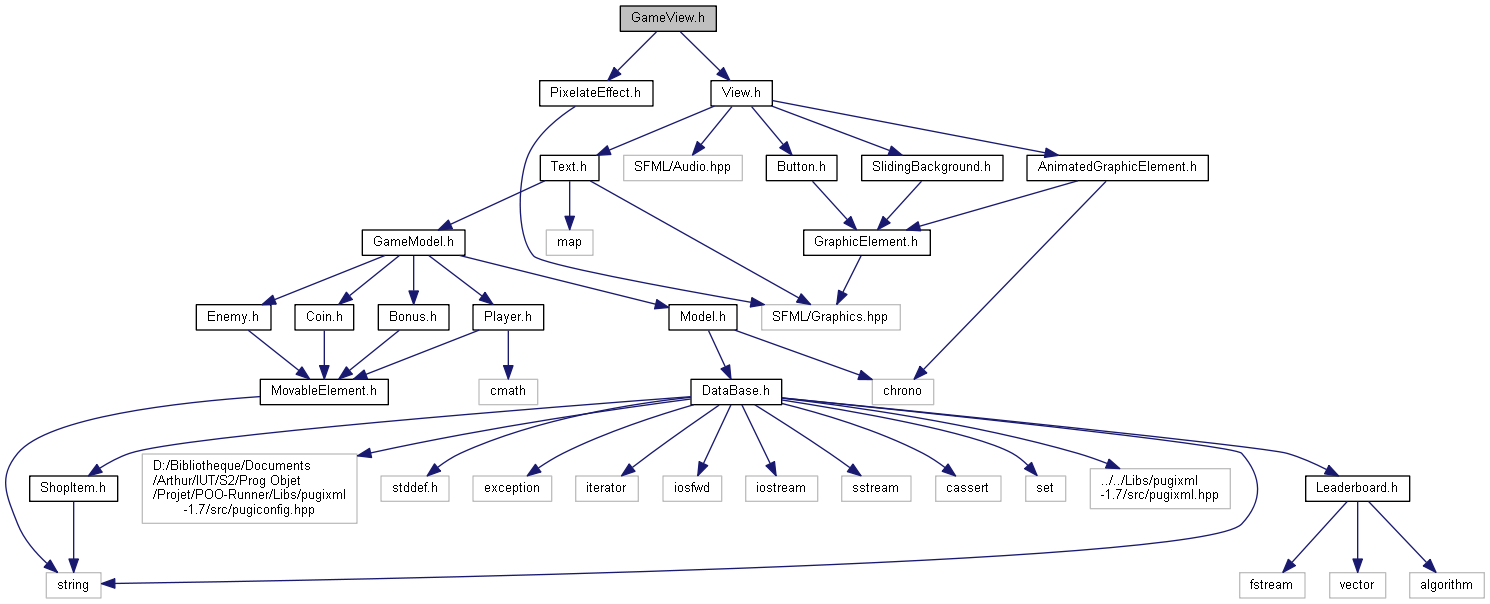 GameView.h
PixelateEffect.h
View.h
Text.h
SFML/Audio.hpp
Button.h
SlidingBackground.h
AnimatedGraphicElement.h
GameModel.h
map
GraphicElement.h
Enemy.h
Coin.h
Bonus.h
Player.h
Model.h
SFML/Graphics.hpp
MovableElement.h
cmath
DataBase.h
chrono
ShopItem.h
D:/Bibliotheque/Documents
/Arthur/IUT/S2/Prog Objet
/Projet/POO-Runner/Libs/pugixml
-1.7/src/pugiconfig.hpp
stddef.h
exception
iterator
iosfwd
iostream
sstream
cassert
set
../../Libs/pugixml
-1.7/src/pugixml.hpp
Leaderboard.h
string
fstream
vector
algorithm